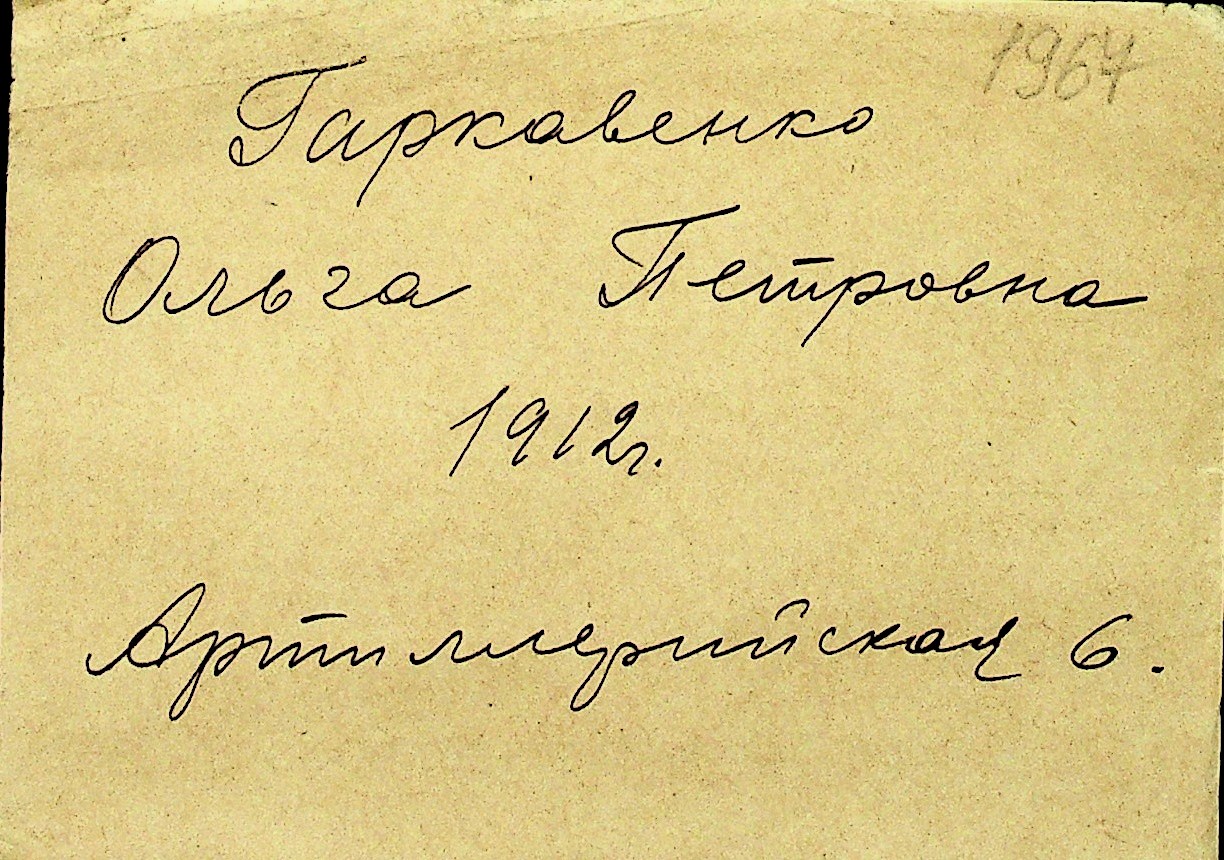 1964
Гаркавенко
Ольга Петровна
1912г.
Артиллерийская 6.